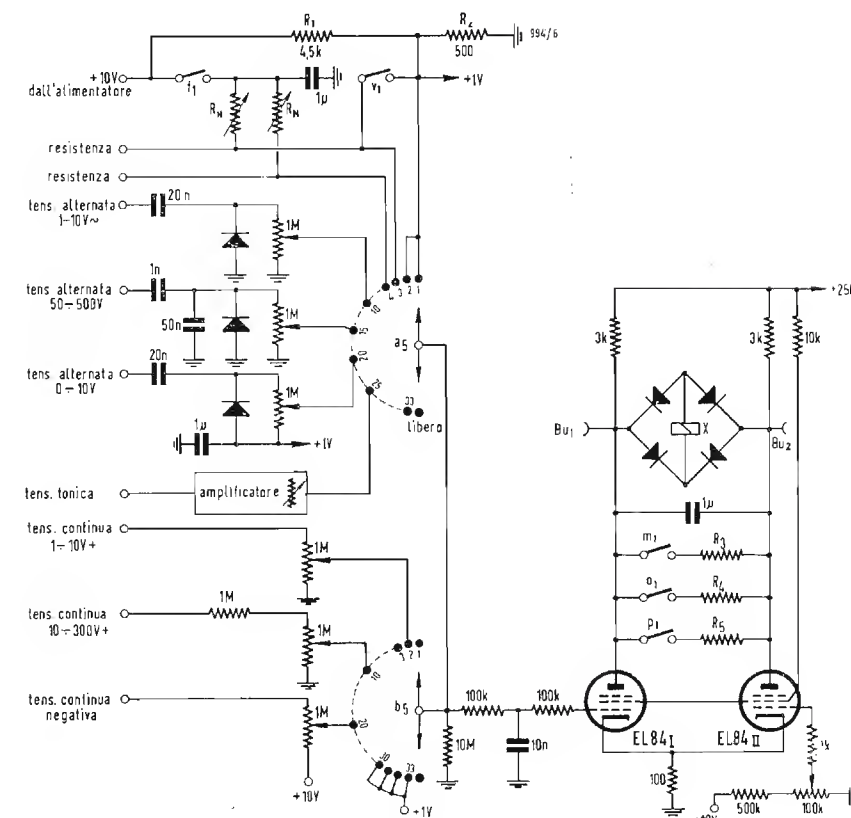 R1
4,5k
R2
500
994/6
+10V
dall'alimentatore
f1
1µ
v1
+1V
RN
RN
resistenza
resistenza
tens. alternata
1÷10V~
20n
1M
tens alternata
50÷500V
1n
50n
1M
tens alternata
0÷10V
20n
1M
1µ
+1V
4 3 2 1
10
15
20
25
33
a5
libero
tens. tonica
amplificatore
tens. continua
1÷10V+
1M
tens. continua
10÷300V+
1M
1M
tens. continua
negativa
1M
+10V
3 2 1
10
20
30
33
b5
+1V
100k
100k
10M
10n
3k
3k
10k
Bu1
X
Bu2
1µ
m1
R3
o1
R4
p1
R5
EL84 I
EL84 II
100
500k
100k